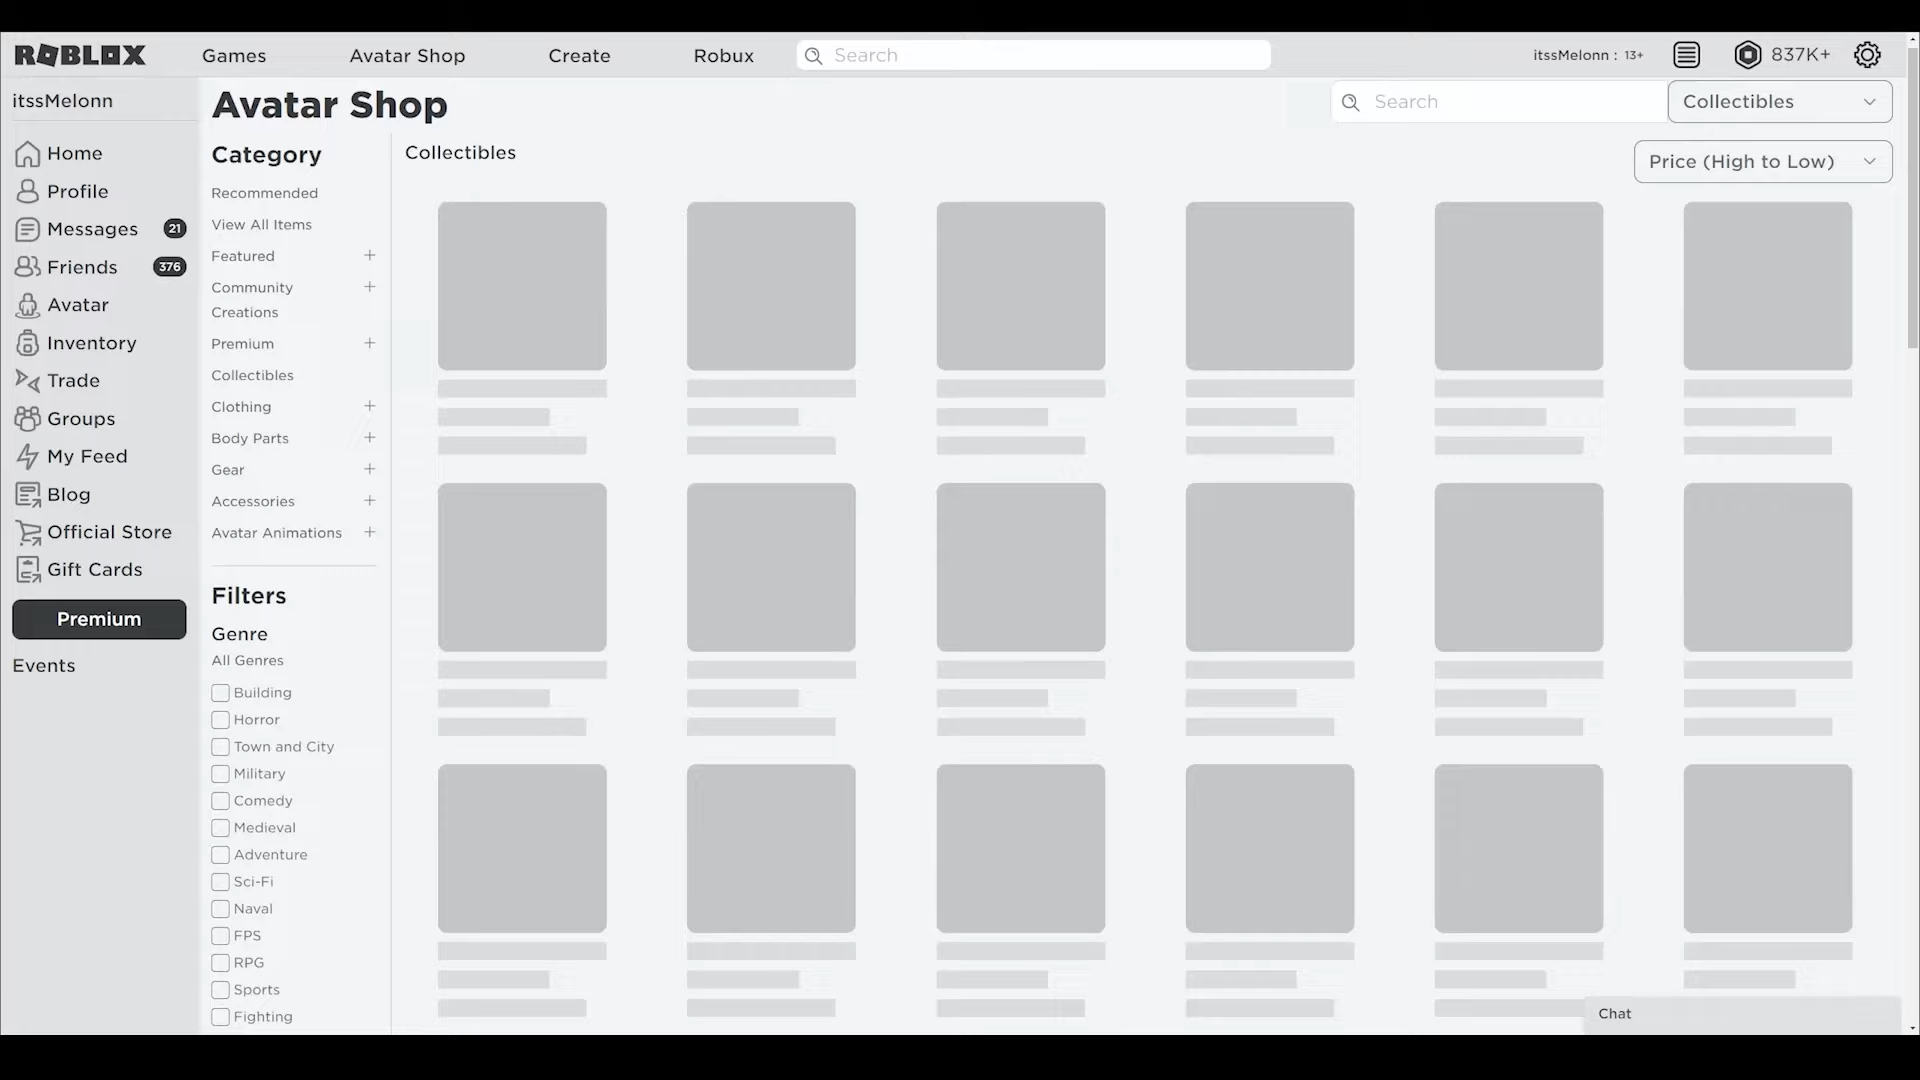 ROBLOX
Games
Avatar Shop
Create
Robux
Search
itssMelonn : 13+
837K+
itssMelonn
Home
Profile
Messages 21
Friends 376
Avatar
Inventory
Trade
Groups
My Feed
Blog
Official Store
Gift Cards
Premium
Events
Avatar Shop
Search
Collectibles
Category
Recommended
View All Items
Featured +
Community +
Creations
Premium +
Collectibles
Clothing +
Body Parts +
Gear +
Accessories +
Avatar Animations +
Filters
Genre
All Genres
Building
Horror
Town and City
Military
Comedy
Medieval
Adventure
Sci-Fi
Naval
FPS
RPG
Sports
Fighting
Collectibles
Price (High to Low)
Chat